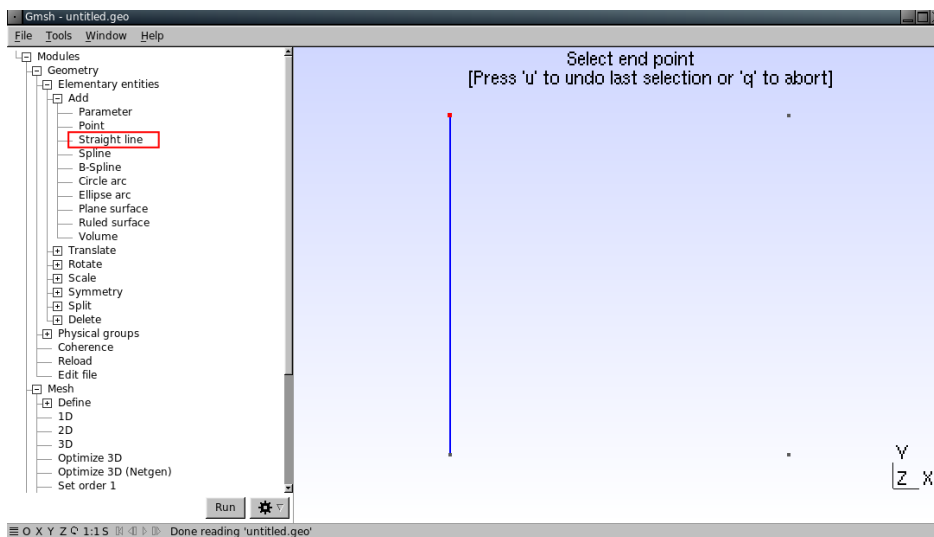 Gmsh - untitled.geo
File Tools Window Help
Modules
Geometry
Elementary entities
Add
Parameter
Point
Straight line
Spline
B-Spline
Circle arc
Ellipse arc
Plane surface
Ruled surface
Volume
Translate
Rotate
Scale
Symmetry
Split
Delete
Physical groups
Coherence
Reload
Edit file
Mesh
Define
1D
2D
3D
Optimize 3D
Optimize 3D (Netgen)
Set order 1
Run
Select end point
[Press 'u' to undo last selection or 'q' to abort]
Y
Z X
O X Y Z 1:1 S Done reading 'untitled.geo'